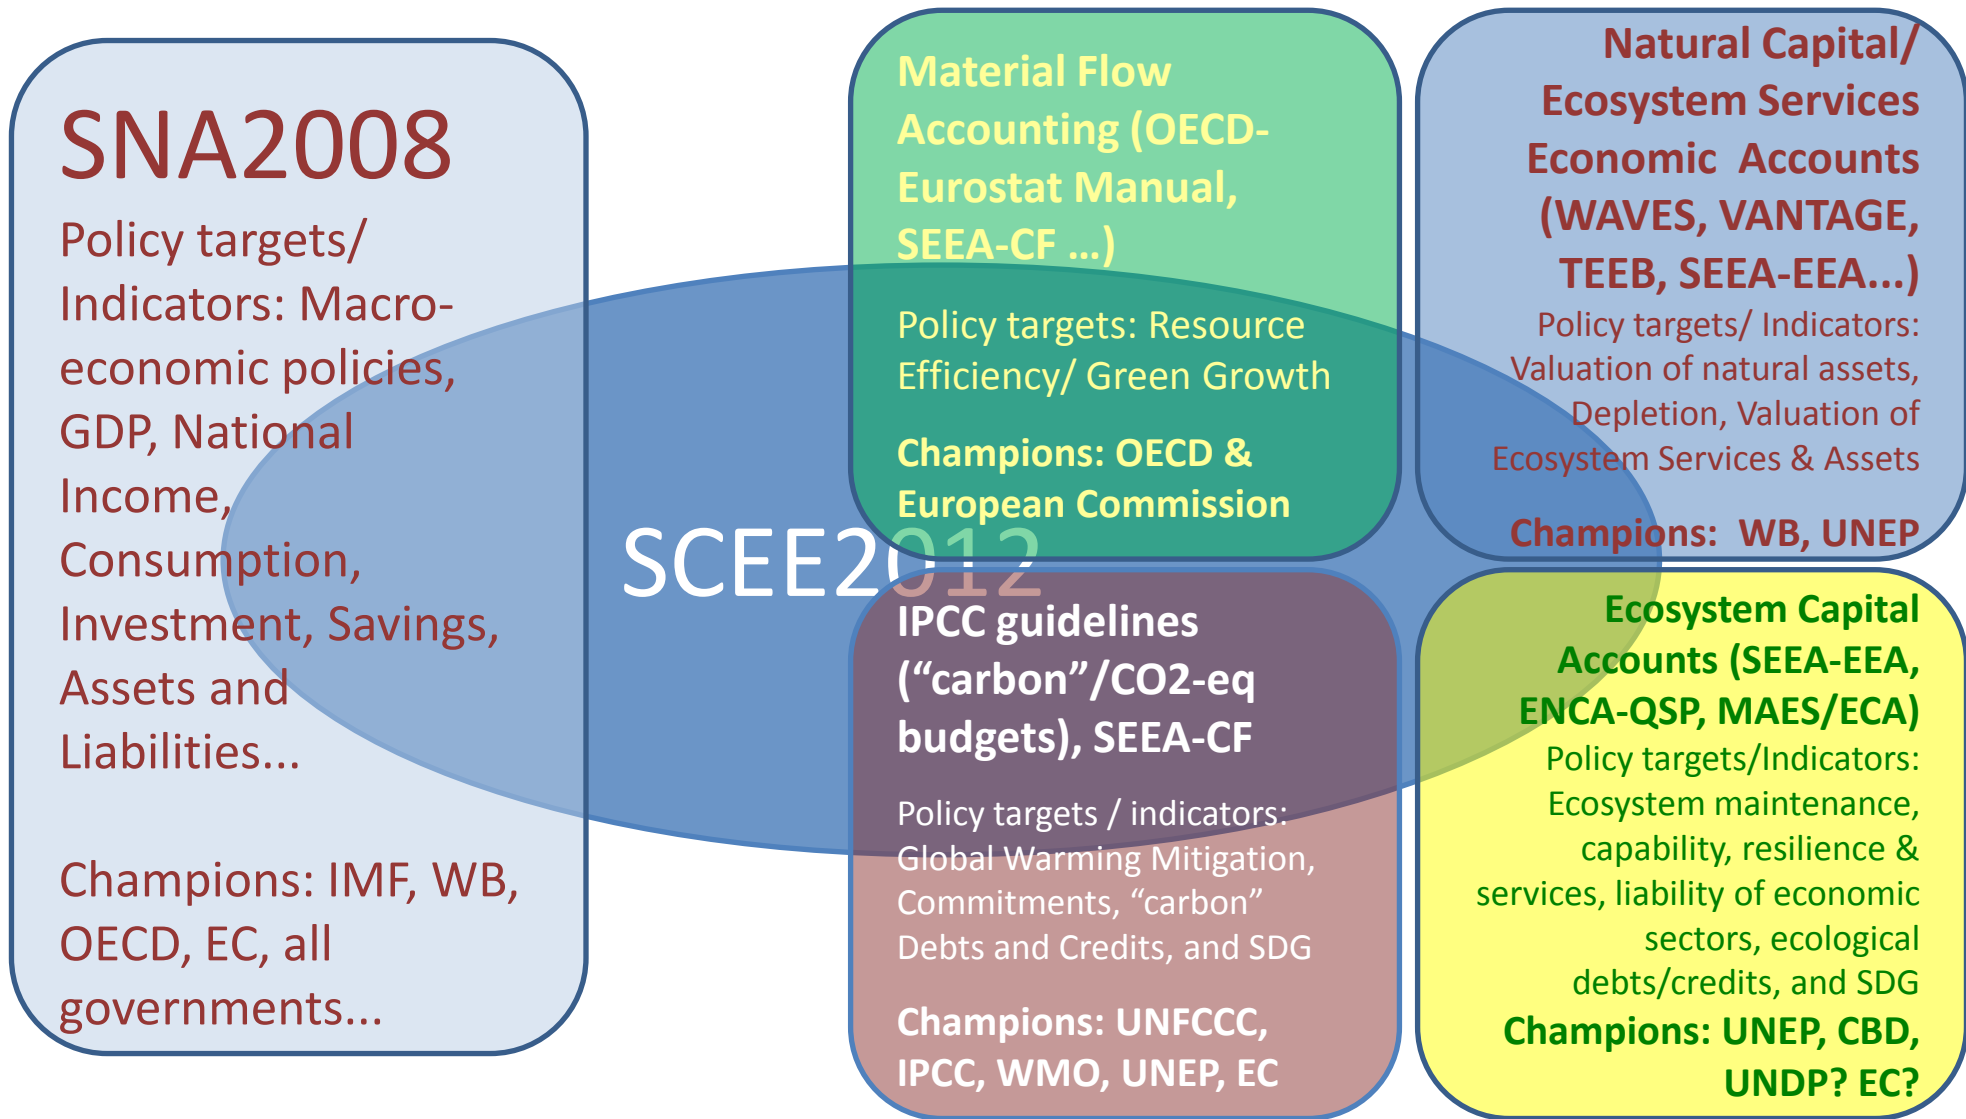 SNA2008
Policy targets/
Indicators: Macro-
economic policies,
GDP, National
Income,
Consumption,
Investment, Savings,
Assets and
Liabilities...
Champions: IMF, WB,
OECD, EC, all
governments...
SCEE2012
Material Flow
Accounting (OECD-
Eurostat Manual,
SEEA-CF ...)
Policy targets: Resource
Efficiency/ Green Growth
Champions: OECD &
European Commission
Natural Capital/
Ecosystem Services
Economic Accounts
(WAVES, VANTAGE,
TEEB, SEEA-EEA...)
Policy targets/ Indicators:
Valuation of natural assets,
Depletion, Valuation of
Ecosystem Services & Assets
Champions: WB, UNEP
IPCC guidelines
(“carbon”/CO2-eq
budgets), SEEA-CF
Policy targets / indicators:
Global Warming Mitigation,
Commitments, “carbon”
Debts and Credits, and SDG
Champions: UNFCCC,
IPCC, WMO, UNEP, EC
Ecosystem Capital
Accounts (SEEA-EEA,
ENCA-QSP, MAES/ECA)
Policy targets/Indicators:
Ecosystem maintenance,
capability, resilience &
services, liability of economic
sectors, ecological
debts/credits, and SDG
Champions: UNEP, CBD,
UNDP? EC?